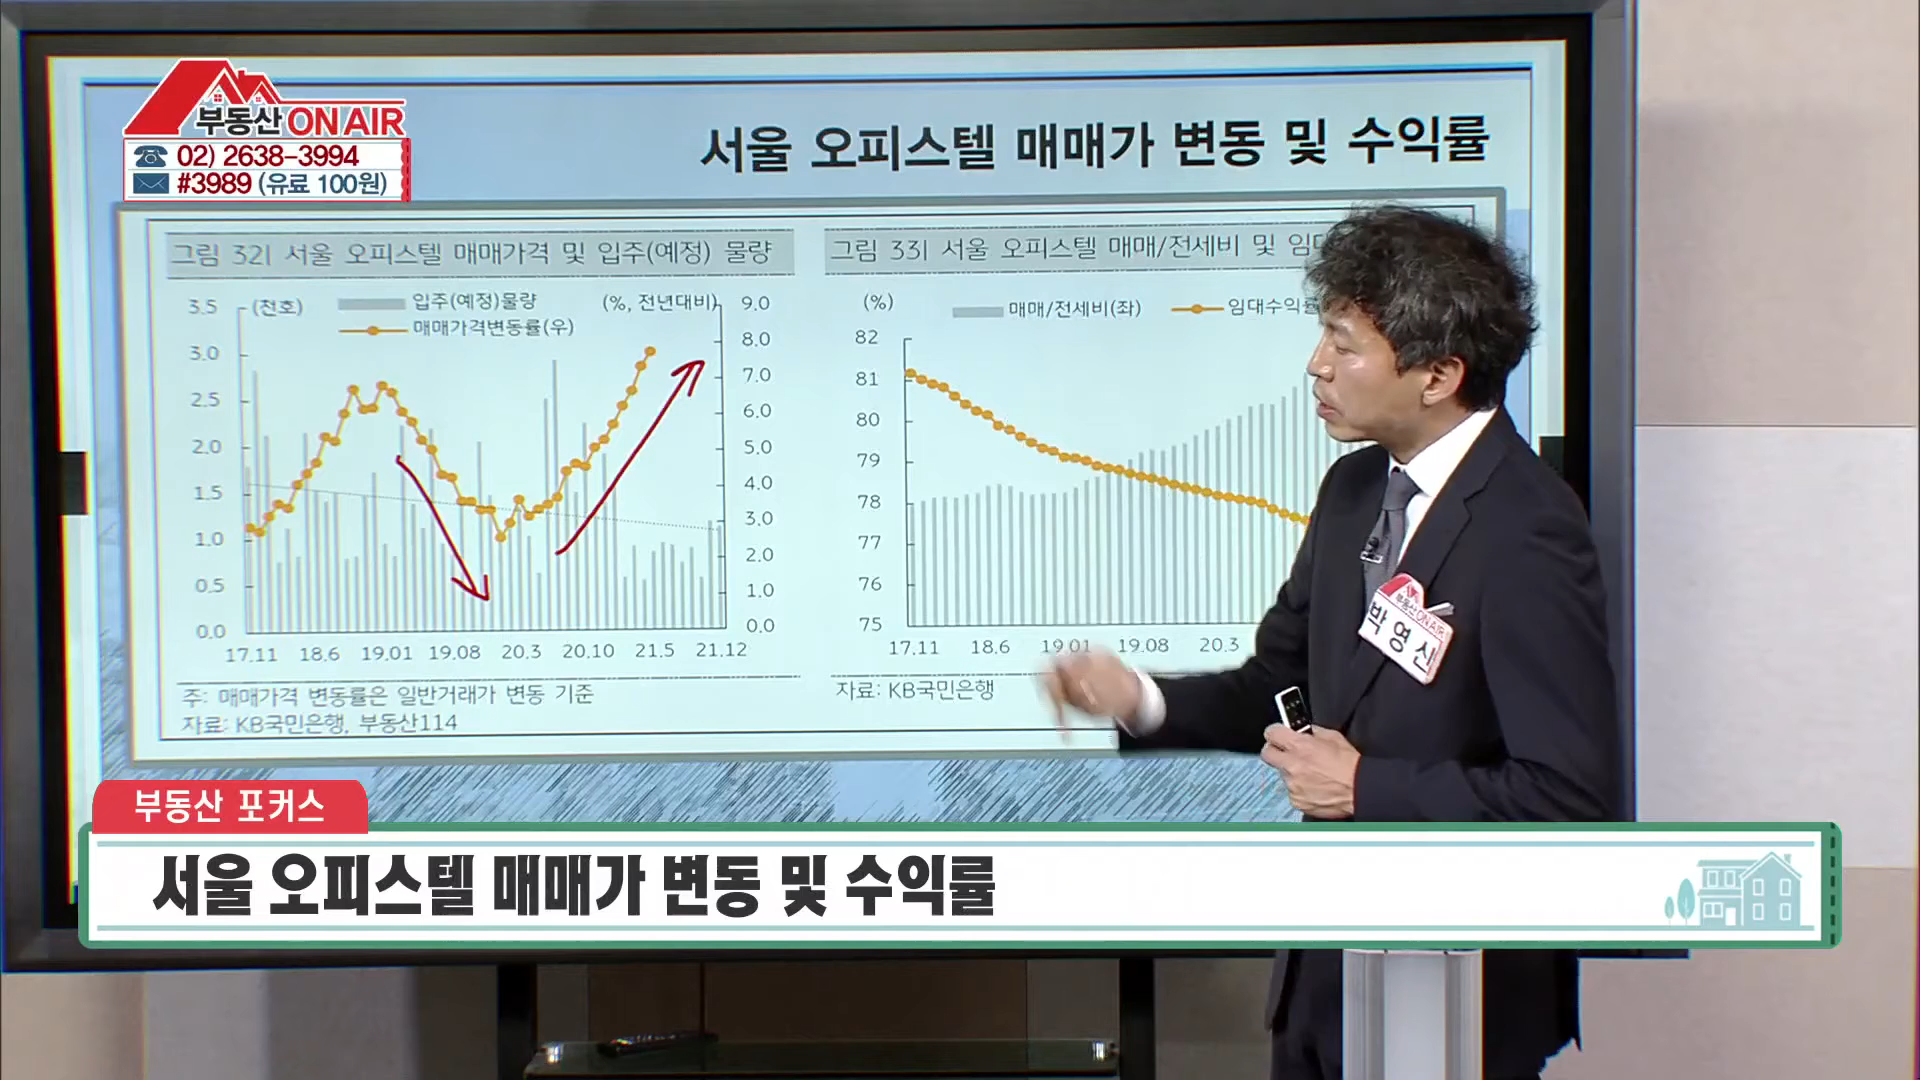 부동산 ON AIR
02) 2638-3994
#3989 (유료 100원)
서울 오피스텔 매매가 변동 및 수익률
그림 32| 서울 오피스텔 매매가격 및 입주(예정) 물량
(천호)
입주(예정)물량
매매가격변동률(우)
(%, 전년대비)
3.5
3.0
2.5
2.0
1.5
1.0
0.5
0.0
9.0
8.0
7.0
6.0
5.0
4.0
3.0
2.0
1.0
0.0
17.11 18.6 19.01 19.08 20.3 20.10 21.5 21.12
주: 매매가격 변동률은 일반거래가 변동 기준
자료: KB국민은행, 부동산114
그림 33| 서울 오피스텔 매매/전세비 및
(%)
매매/전세비(좌)
임대수익률
82
81
80
79
78
77
76
75
17.11 18.6 19.01 19.08 20.3
자료: KB국민은행
부동산 ON AIR
박영신
부동산 포커스
서울 오피스텔 매매가 변동 및 수익률